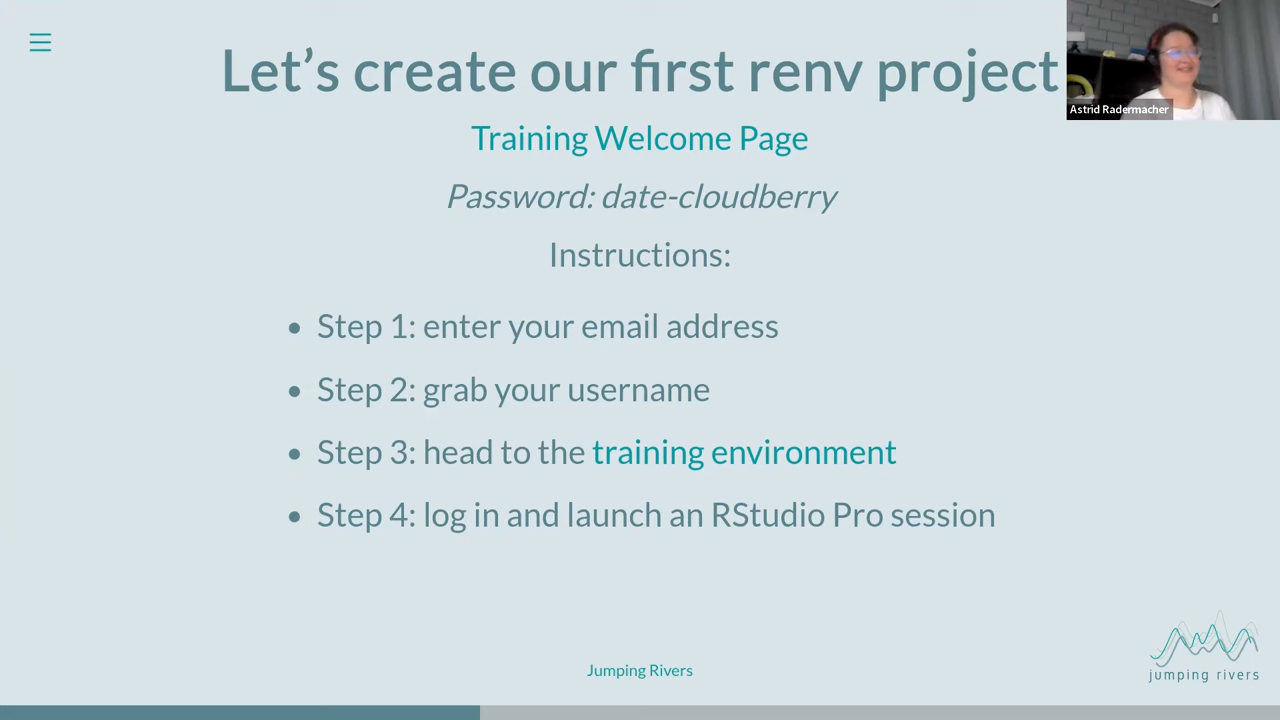 Let's create our first renv project
Astrid Radermacher
Training Welcome Page
Password: date-cloudberry
Instructions:
• Step 1: enter your email address
• Step 2: grab your username
• Step 3: head to the training environment
• Step 4: log in and launch an RStudio Pro session
Jumping Rivers
jumping rivers